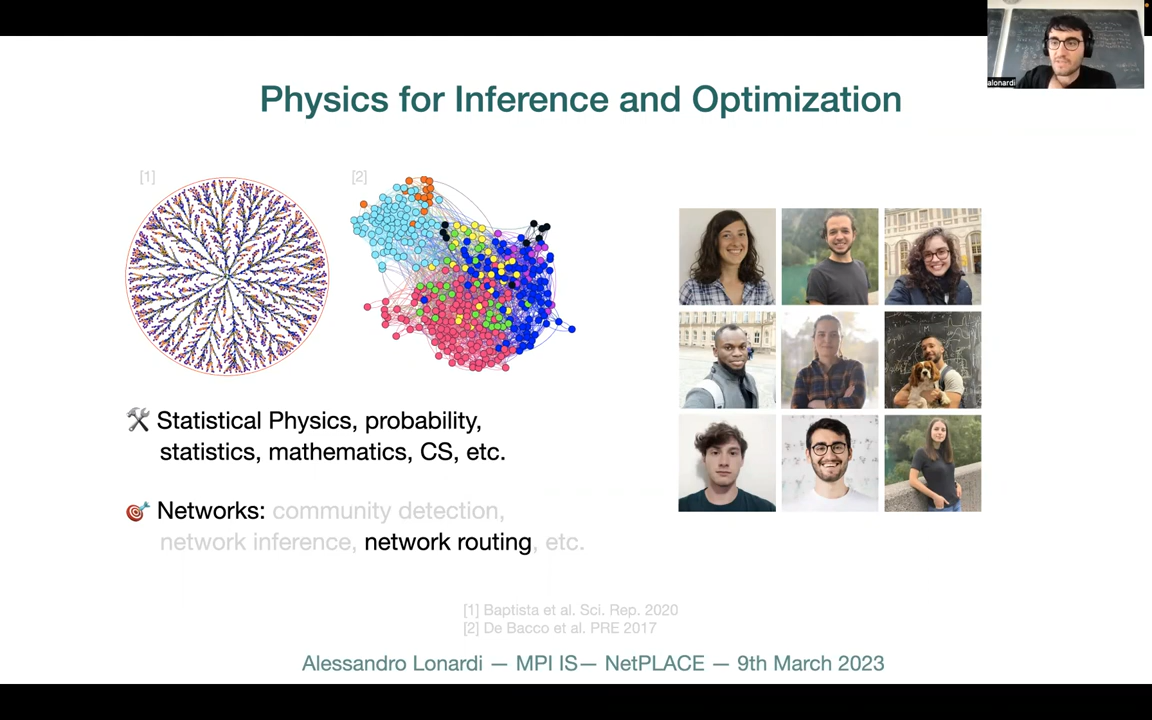 alonardi
Physics for Inference and Optimization
[1]
[2]
Statistical Physics, probability,
statistics, mathematics, CS, etc.
Networks: community detection,
network inference, network routing, etc.
[1] Baptista et al. Sci. Rep. 2020
[2] De Bacco et al. PRE 2017
Alessandro Lonardi — MPI IS— NetPLACE — 9th March 2023